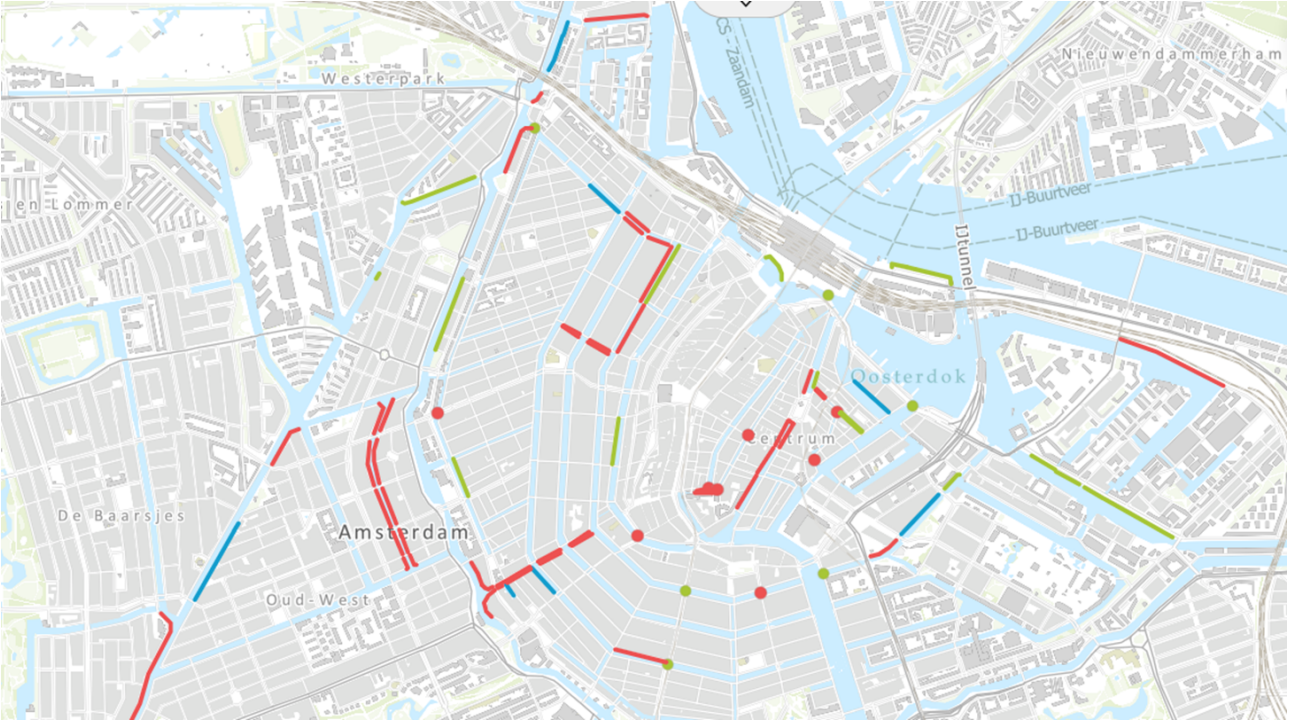 CS - Zaandam
Nieuwendammerham
Westerpark
IJ-Buurtveer
en Lommer
IJ-Buurtveer
IJtunnel
Oosterdok
Centrum
De Baarsjes
Amsterdam
Oud-West